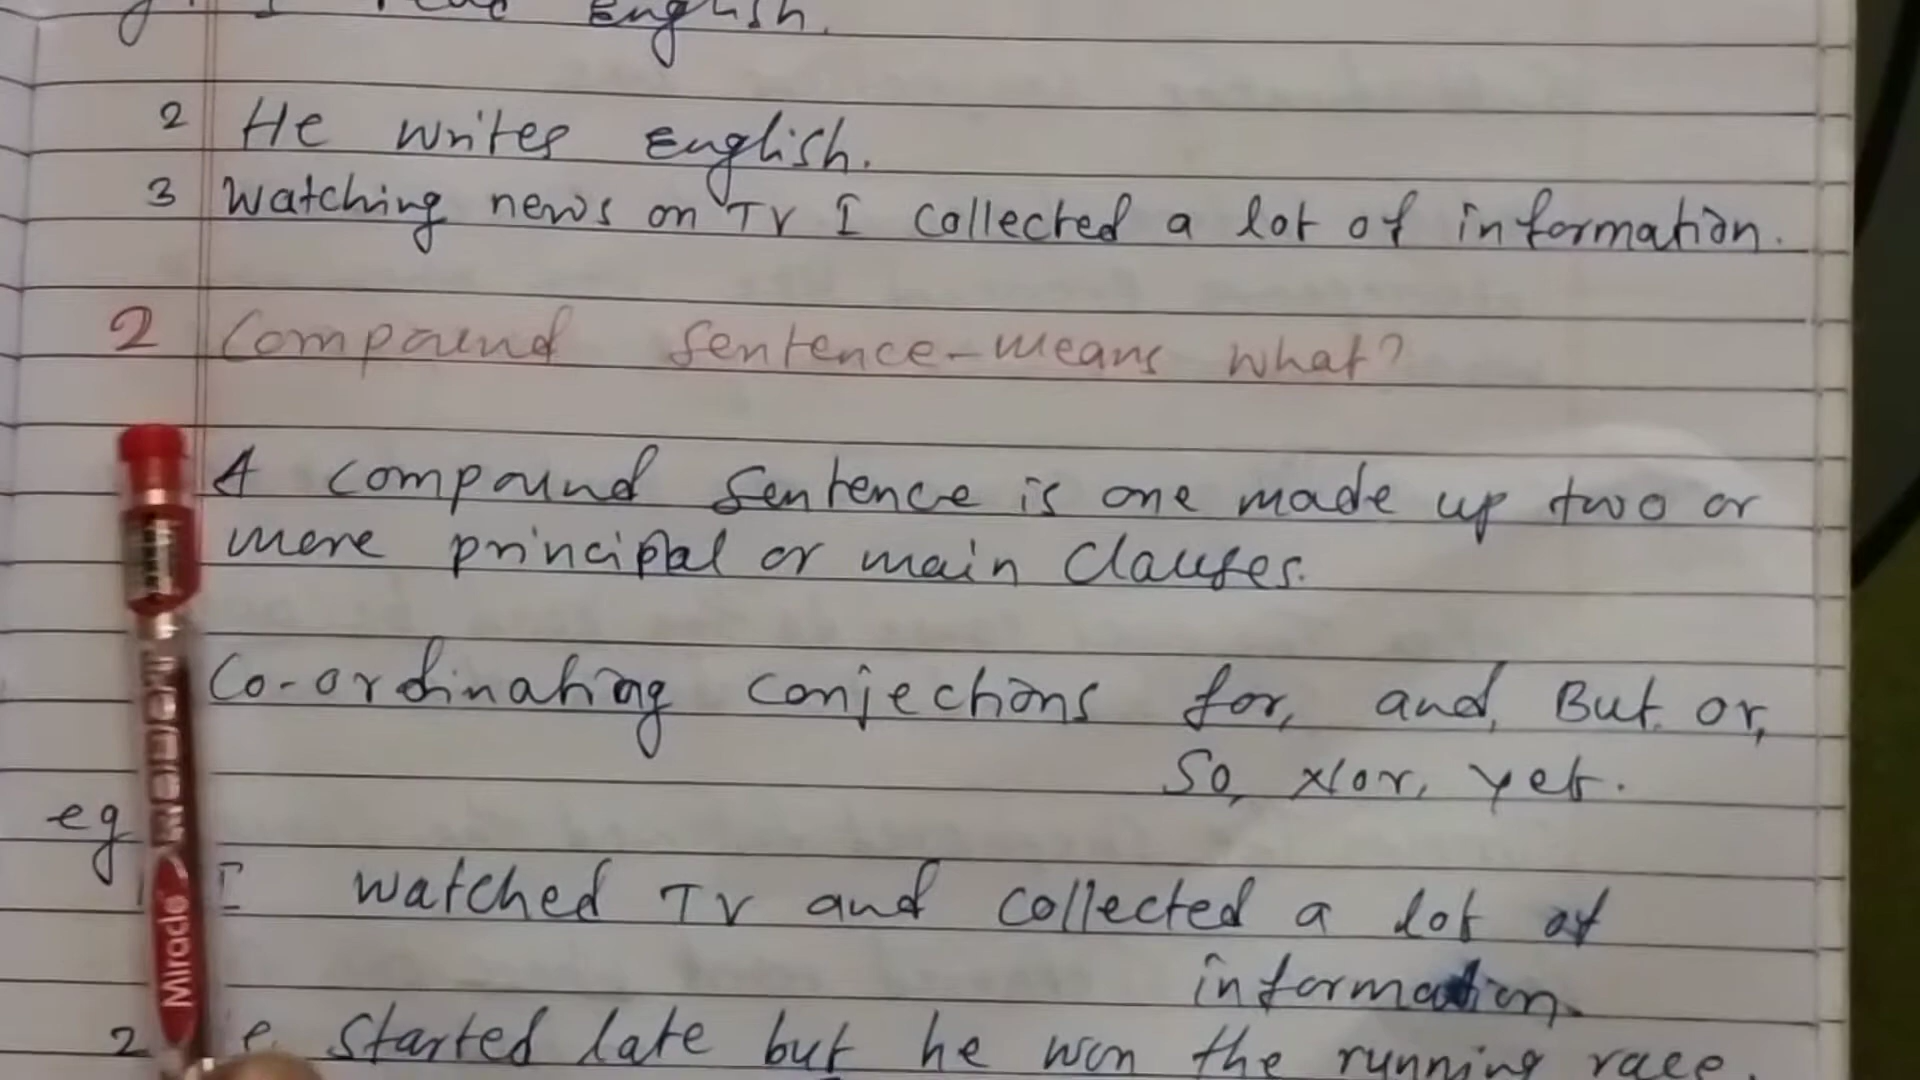 I read English.
2 He writes English.
3 Watching news on TV I collected a lot of information.
2 Compound Sentence-means what?
A compound Sentence is one made up two or
more principal or main Clauses.
Co-ordinating conjections for, and, But or,
So, Nor, yet.
eg
1 I watched TV and collected a lot of
information
2 e started late but he won the running race.
Mirado